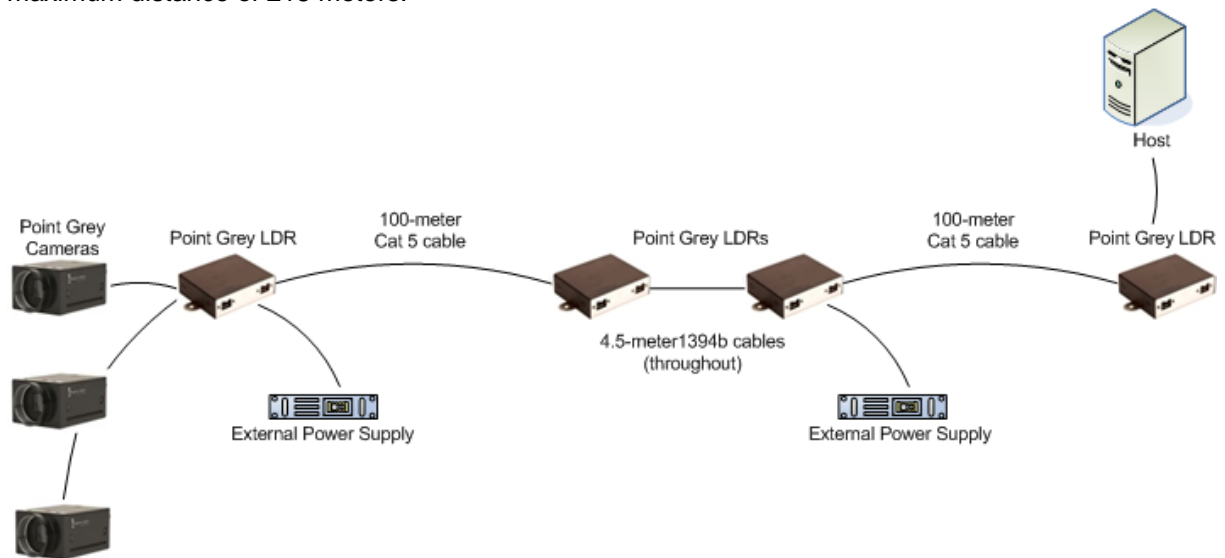 maximum distance of 213 meters.
Host
Point Grey
Cameras
Point Grey LDR
100-meter
Cat 5 cable
Point Grey LDRs
100-meter
Cat 5 cable
Point Grey LDR
4.5-meter1394b cables
(throughout)
External Power Supply
External Power Supply